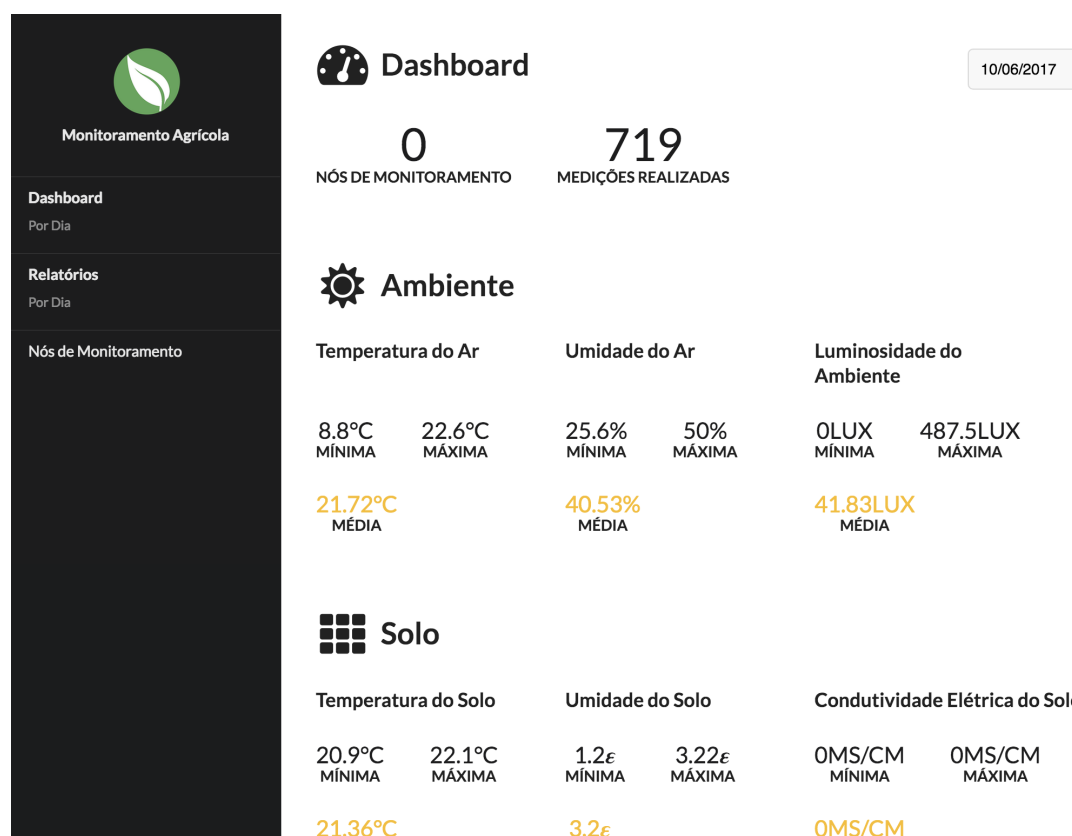 Monitoramento Agrícola
Dashboard
Por Dia
Relatórios
Por Dia
Nós de Monitoramento
Dashboard
10/06/2017
0 719
NÓS DE MONITORAMENTO MEDIÇÕES REALIZADAS
Ambiente
Temperatura do Ar Umidade do Ar Luminosidade do
Ambiente
8.8°C 22.6°C 25.6% 50% 0LUX 487.5LUX
MÍNIMA MÁXIMA MÍNIMA MÁXIMA MÍNIMA MÁXIMA
21.72°C 40.53% 41.83LUX
MÉDIA MÉDIA MÉDIA
Solo
Temperatura do Solo Umidade do Solo Condutividade Elétrica do Solo
20.9°C 22.1°C 1.2ε 3.22ε 0MS/CM 0MS/CM
MÍNIMA MÁXIMA MÍNIMA MÁXIMA MÍNIMA MÁXIMA
21.36°C 3.2ε 0MS/CM